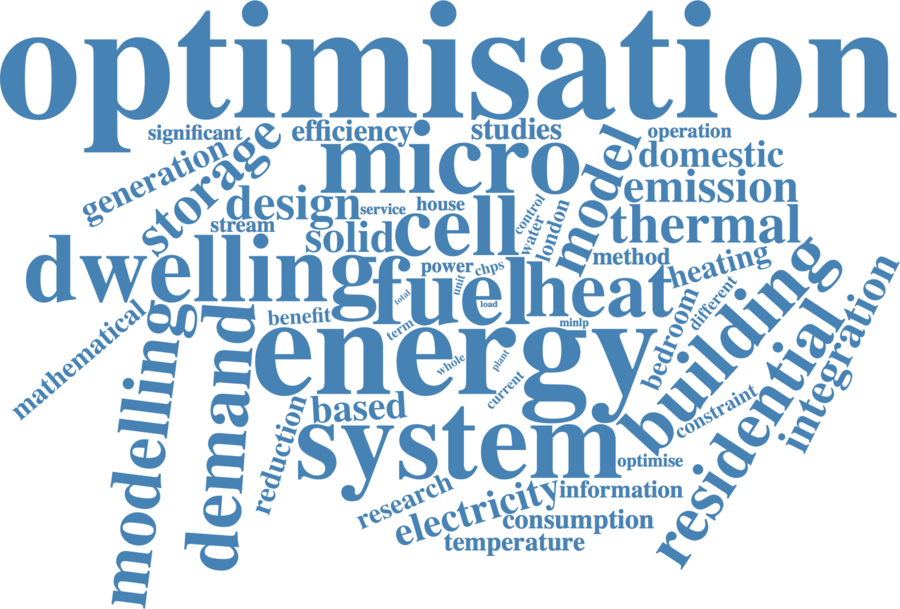 optimisation
significant
efficiency
studies
operation
generation
storage
micro
model
domestic
emission
design
service
house
control
stream
solid
cell
water
london
thermal
dwelling
power
chps
method
heating
fuel
unit
total
load
heat
benefit
term
minlp
bedroom
different
building
mathematical
modelling
demand
energy
whole
plant
current
residential
integration
reduction
based
system
constraint
optimise
research
electricity
information
consumption
temperature